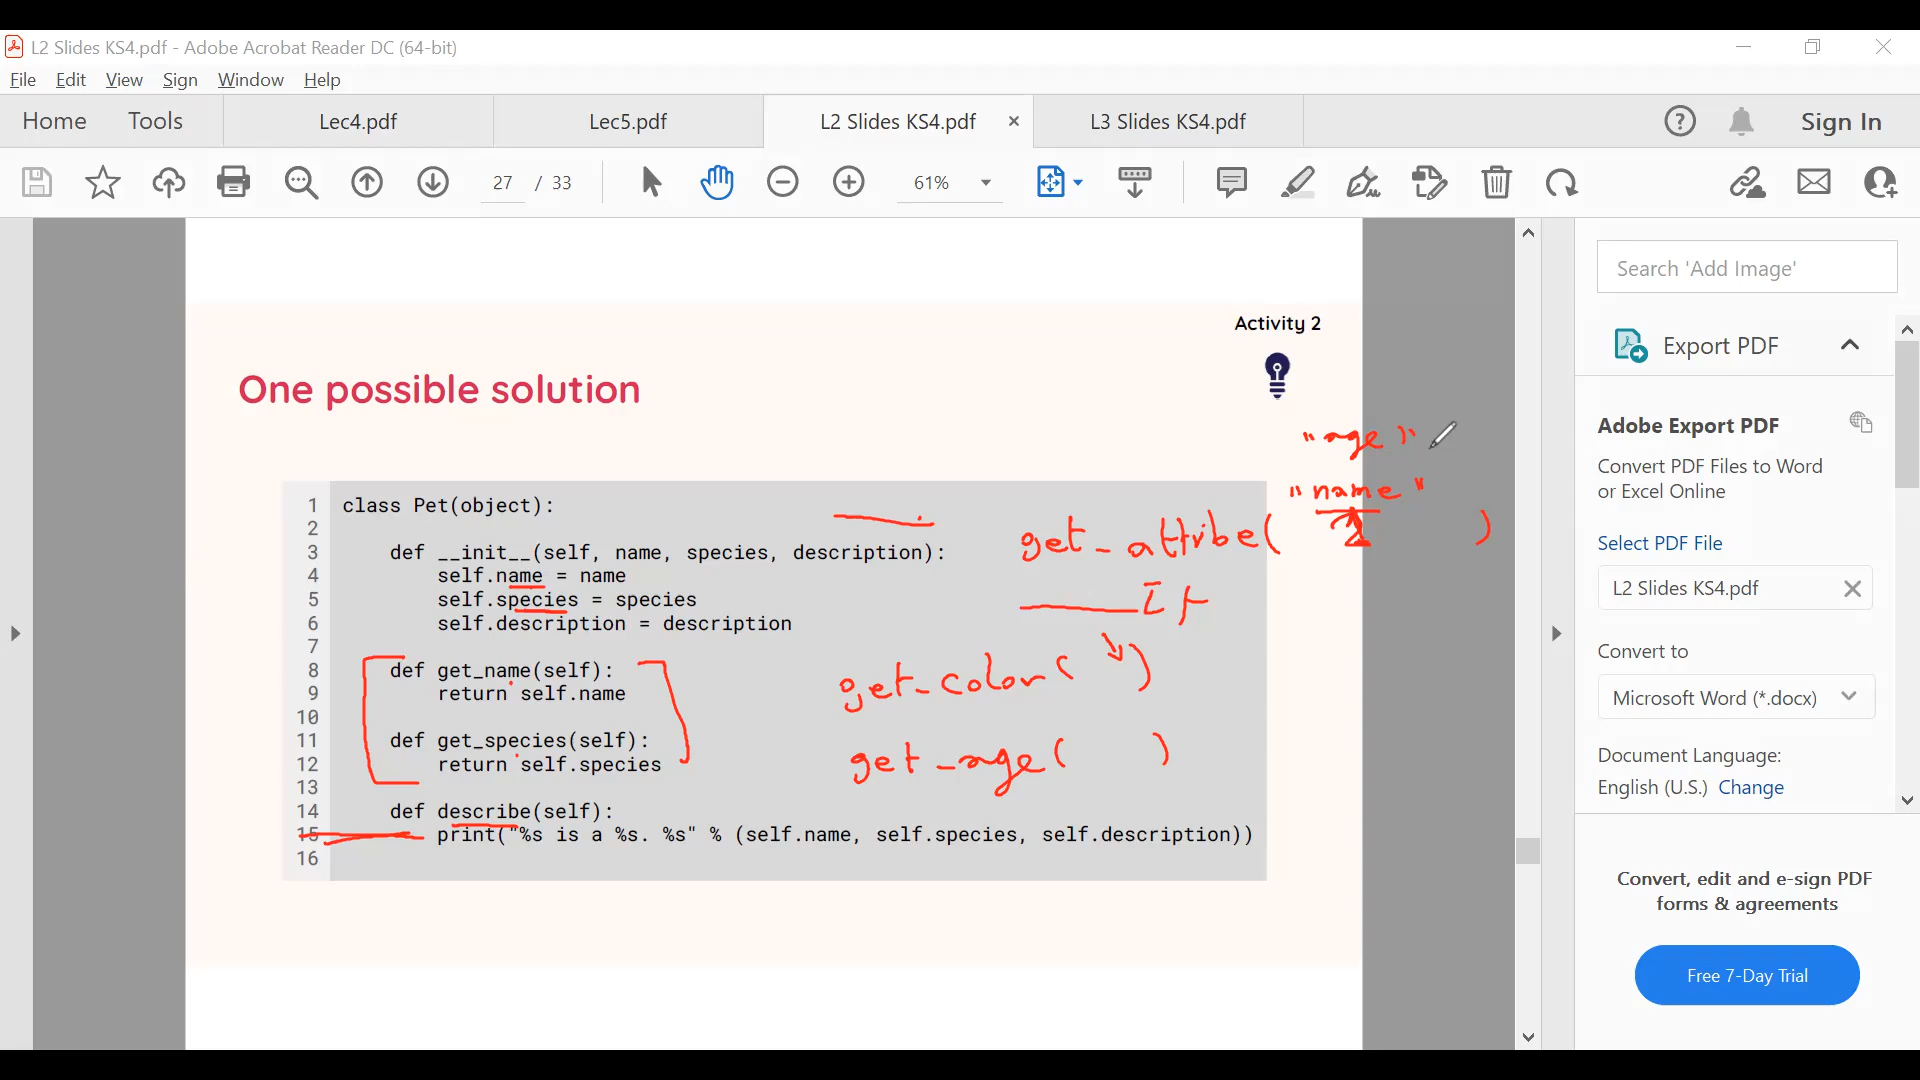 L2 Slides KS4.pdf - Adobe Acrobat Reader DC (64-bit)
File Edit View Sign Window Help
Home Tools Lec4.pdf Lec5.pdf L2 Slides KS4.pdf × L3 Slides KS4.pdf ? Sign In
27 / 33 61%
Search 'Add Image'
Export PDF
Adobe Export PDF
Convert PDF Files to Word
or Excel Online
Select PDF File
L2 Slides KS4.pdf
Convert to
Microsoft Word (*.docx)
Document Language:
English (U.S.) Change
Convert, edit and e-sign PDF
forms & agreements
Free 7-Day Trial
Activity 2
One possible solution
"age"
"name"
get_attribe( )
If
get_color( )
get_age( )
1 class Pet(object):
2
3 def __init__(self, name, species, description):
4 self.name = name
5 self.species = species
6 self.description = description
7
8 def get_name(self):
9 return self.name
10
11 def get_species(self):
12 return self.species
13
14 def describe(self):
15 print("%s is a %s. %s" % (self.name, self.species, self.description))
16